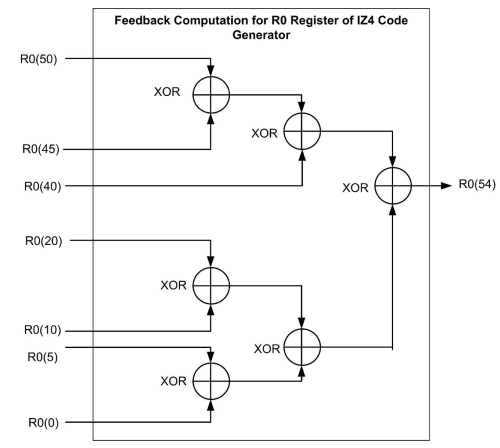 Feedback Computation for R0 Register of IZ4 Code
Generator
R0(50)
XOR
R0(45)
XOR
R0(40)
XOR
R0(54)
R0(20)
XOR
R0(10)
XOR
R0(5)
XOR
R0(0)